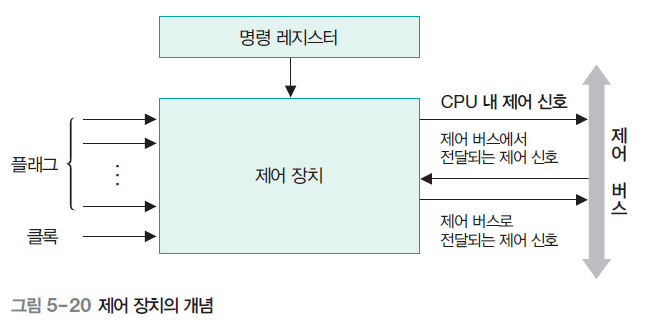 명령 레지스터
CPU 내 제어 신호
제어 버스에서
전달되는 제어 신호
플래그
제어 장치
제어 버스
클록
제어 버스로
전달되는 제어 신호
그림 5-20 제어 장치의 개념